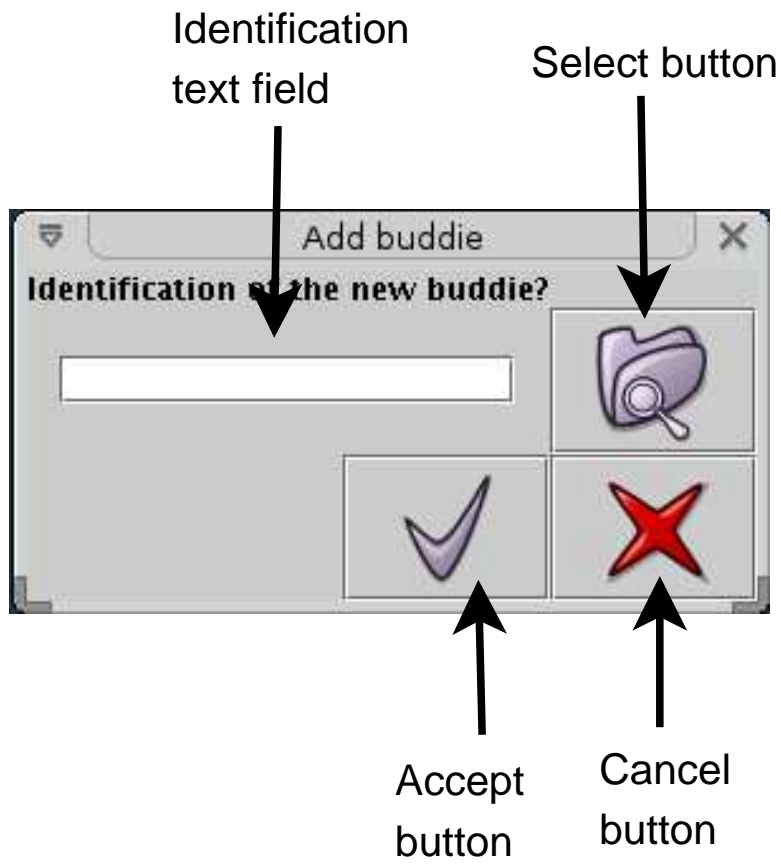 Identification
text field
Select button
Add buddie
Identification of the new buddie?
Accept
button
Cancel
button